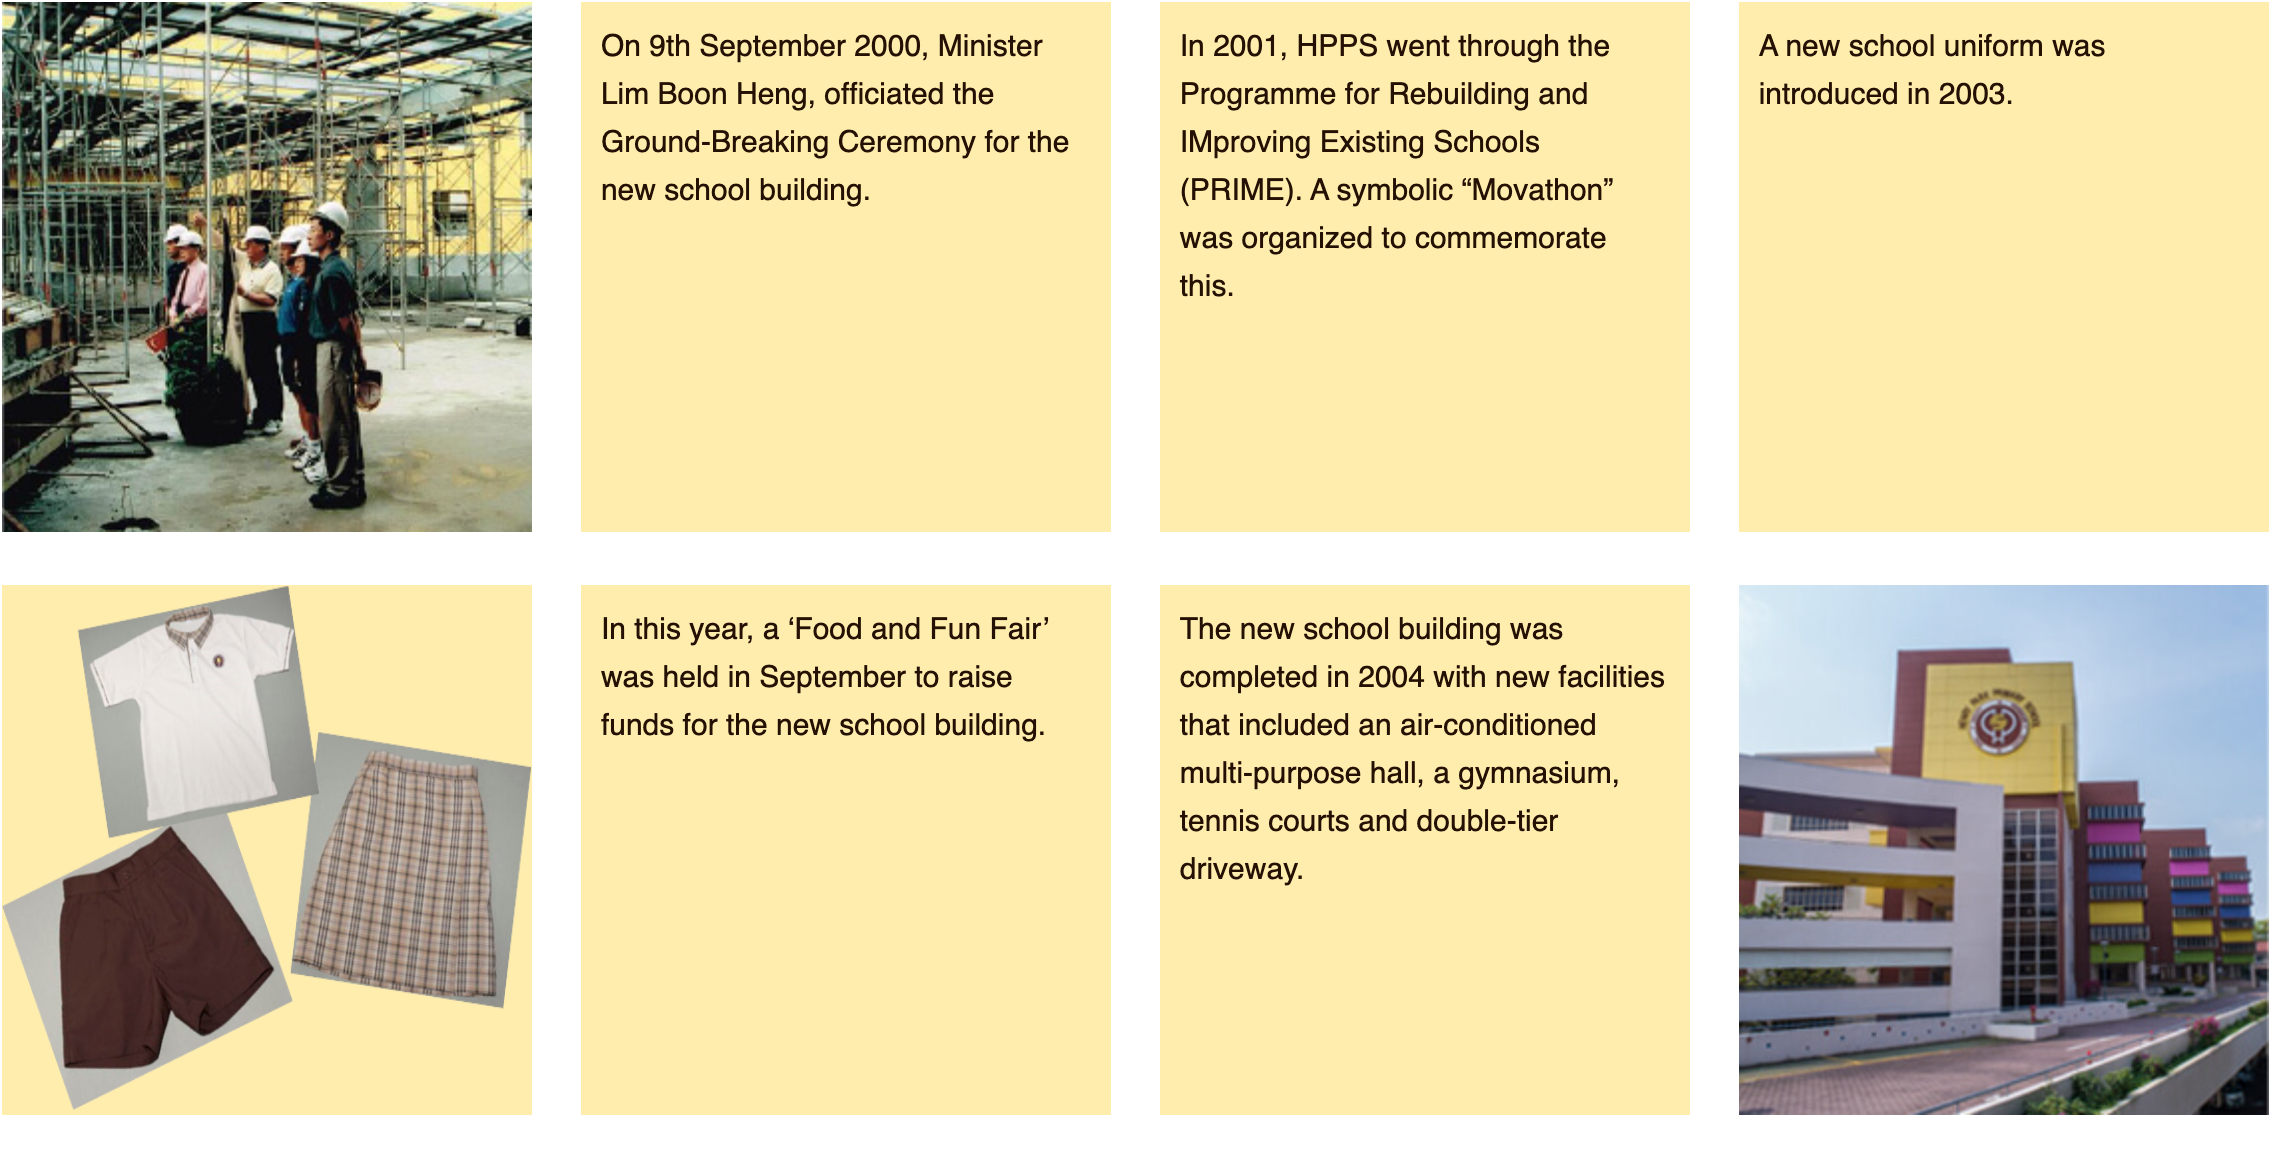 On 9th September 2000, Minister
Lim Boon Heng, officiated the
Ground-Breaking Ceremony for the
new school building.
In 2001, HPPS went through the
Programme for Rebuilding and
IMproving Existing Schools
(PRIME). A symbolic “Movathon”
was organized to commemorate
this.
A new school uniform was
introduced in 2003.
In this year, a ‘Food and Fun Fair’
was held in September to raise
funds for the new school building.
The new school building was
completed in 2004 with new facilities
that included an air-conditioned
multi-purpose hall, a gymnasium,
tennis courts and double-tier
driveway.